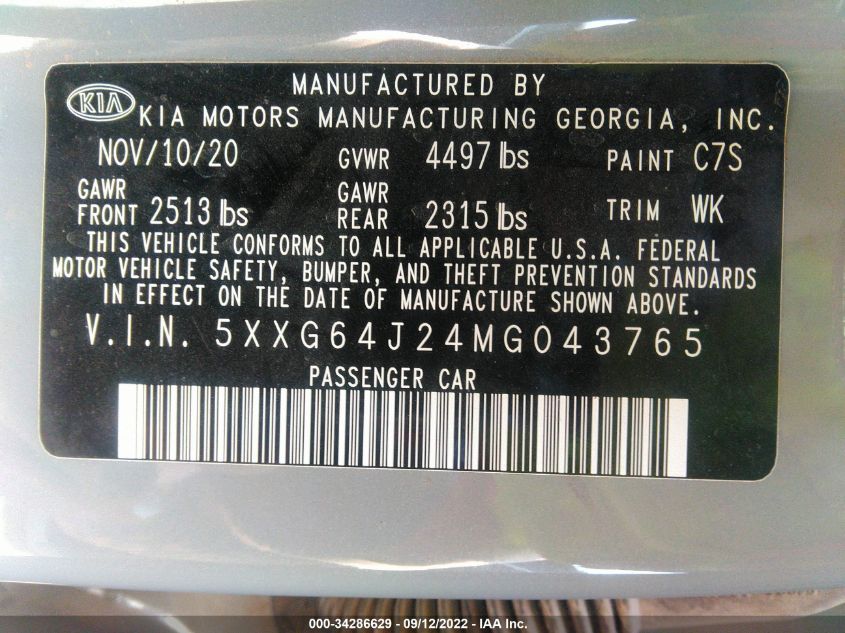 MANUFACTURED BY
KIA
KIA MOTORS MANUFACTURING GEORGIA, INC.
NOV/10/20 GVWR 4497 lbs PAINT C7S
GAWR FRONT 2513 lbs GAWR REAR 2315 lbs TRIM WK
THIS VEHICLE CONFORMS TO ALL APPLICABLE U.S.A. FEDERAL
MOTOR VEHICLE SAFETY, BUMPER, AND THEFT PREVENTION STANDARDS
IN EFFECT ON THE DATE OF MANUFACTURE SHOWN ABOVE.
V.I.N. 5XXG64J24MG043765
PASSENGER CAR
000-34286629 - 09/12/2022 - IAA Inc.